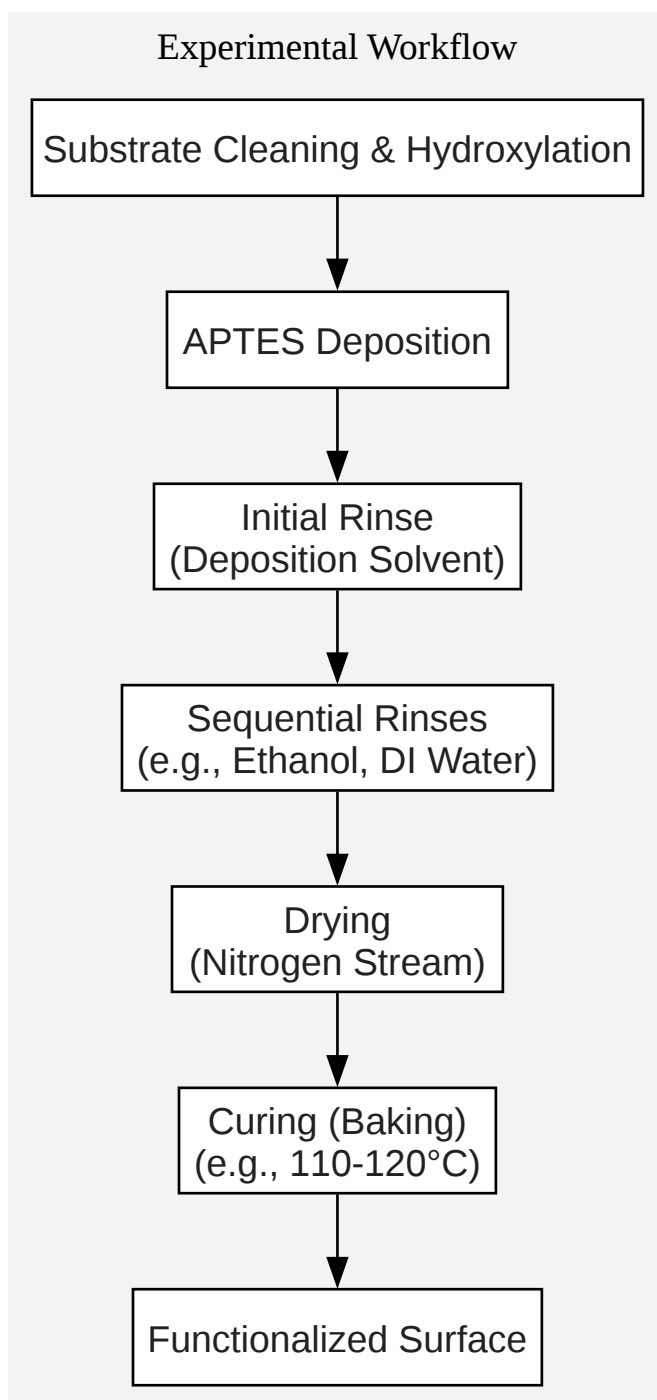 Experimental Workflow
Substrate Cleaning & Hydroxylation
APTES Deposition
Initial Rinse
(Deposition Solvent)
Sequential Rinses
(e.g., Ethanol, DI Water)
Drying
(Nitrogen Stream)
Curing (Baking)
(e.g., 110-120°C)
Functionalized Surface